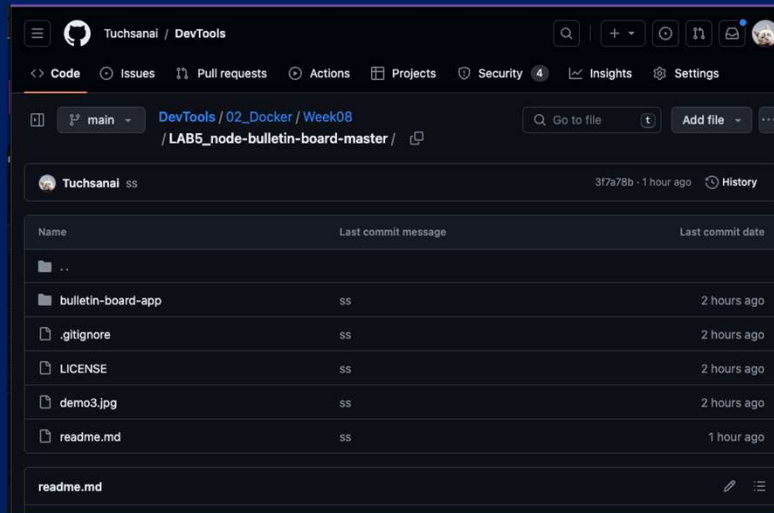 Tuchsanai / DevTools
Code Issues Pull requests Actions Projects Security 4 Insights Settings
main DevTools / 02_Docker / Week08 Go to file t Add file
/ LAB5_node-bulletin-board-master /
Tuchsanai ss 3f7a78b · 1 hour ago History
Name Last commit message Last commit date
..
bulletin-board-app ss 2 hours ago
.gitignore ss 2 hours ago
LICENSE ss 2 hours ago
demo3.jpg ss 2 hours ago
readme.md ss 1 hour ago
readme.md